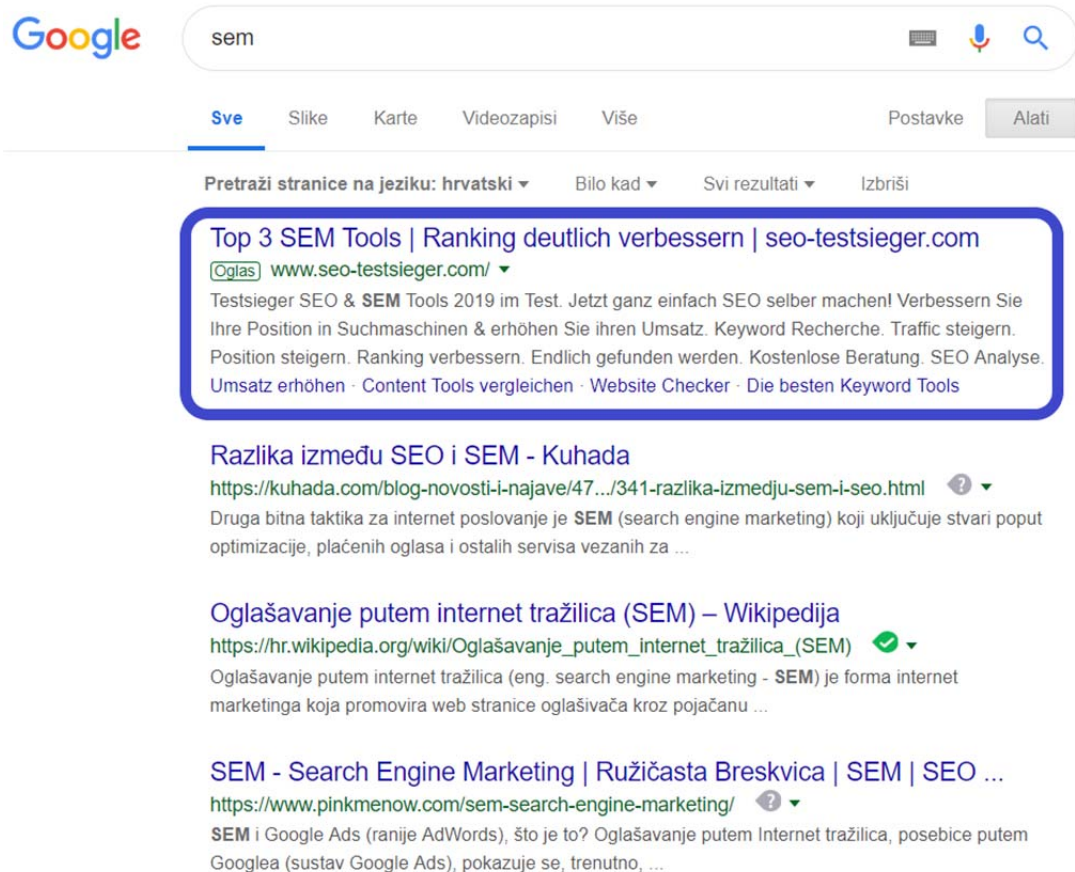 Google
sem
Sve Slike Karte Videozapisi Više Postavke Alati
Pretraži stranice na jeziku: hrvatski Bilo kad Svi rezultati Izbriši
Top 3 SEM Tools | Ranking deutlich verbessern | seo-testsieger.com
Oglas www.seo-testsieger.com/
Testsieger SEO & SEM Tools 2019 im Test. Jetzt ganz einfach SEO selber machen! Verbessern Sie
Ihre Position in Suchmaschinen & erhöhen Sie ihren Umsatz. Keyword Recherche. Traffic steigern.
Position steigern. Ranking verbessern. Endlich gefunden werden. Kostenlose Beratung. SEO Analyse.
Umsatz erhöhen · Content Tools vergleichen · Website Checker · Die besten Keyword Tools
Razlika između SEO i SEM - Kuhada
https://kuhada.com/blog-novosti-i-najave/47.../341-razlika-izmedju-sem-i-seo.html
Druga bitna taktika za internet poslovanje je SEM (search engine marketing) koji uključuje stvari poput
optimizacije, plaćenih oglasa i ostalih servisa vezanih za ...
Oglašavanje putem internet tražilica (SEM) – Wikipedija
https://hr.wikipedia.org/wiki/Oglašavanje_putem_internet_tražilica_(SEM)
Oglašavanje putem internet tražilica (eng. search engine marketing - SEM) je forma internet
marketinga koja promovira web stranice oglašivača kroz pojačanu ...
SEM - Search Engine Marketing | Ružičasta Breskvica | SEM | SEO ...
https://www.pinkmenow.com/sem-search-engine-marketing/
SEM i Google Ads (ranije AdWords), što je to? Oglašavanje putem Internet tražilica, posebice putem
Googlea (sustav Google Ads), pokazuje se, trenutno, ...